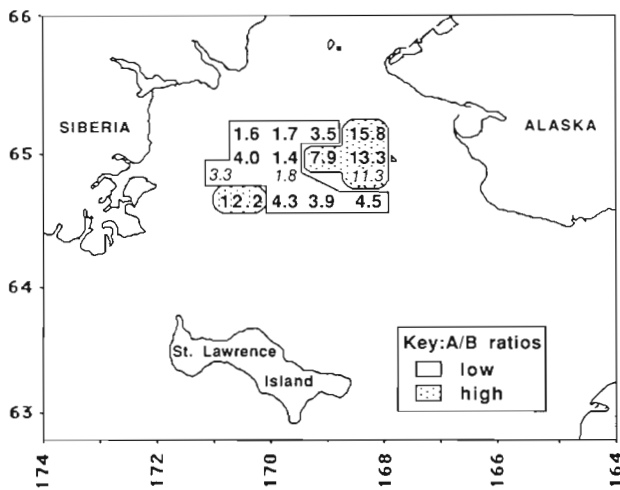 66
SIBERIA
ALASKA
1.6 1.7 3.5 15.8
65
4.0 1.4 7.9 13.3
3.3 1.8 11.3
12.2 4.3 3.9 4.5
64
St. Lawrence
Island
Key:A/B ratios
low
high
63
174 172 170 168 166 164